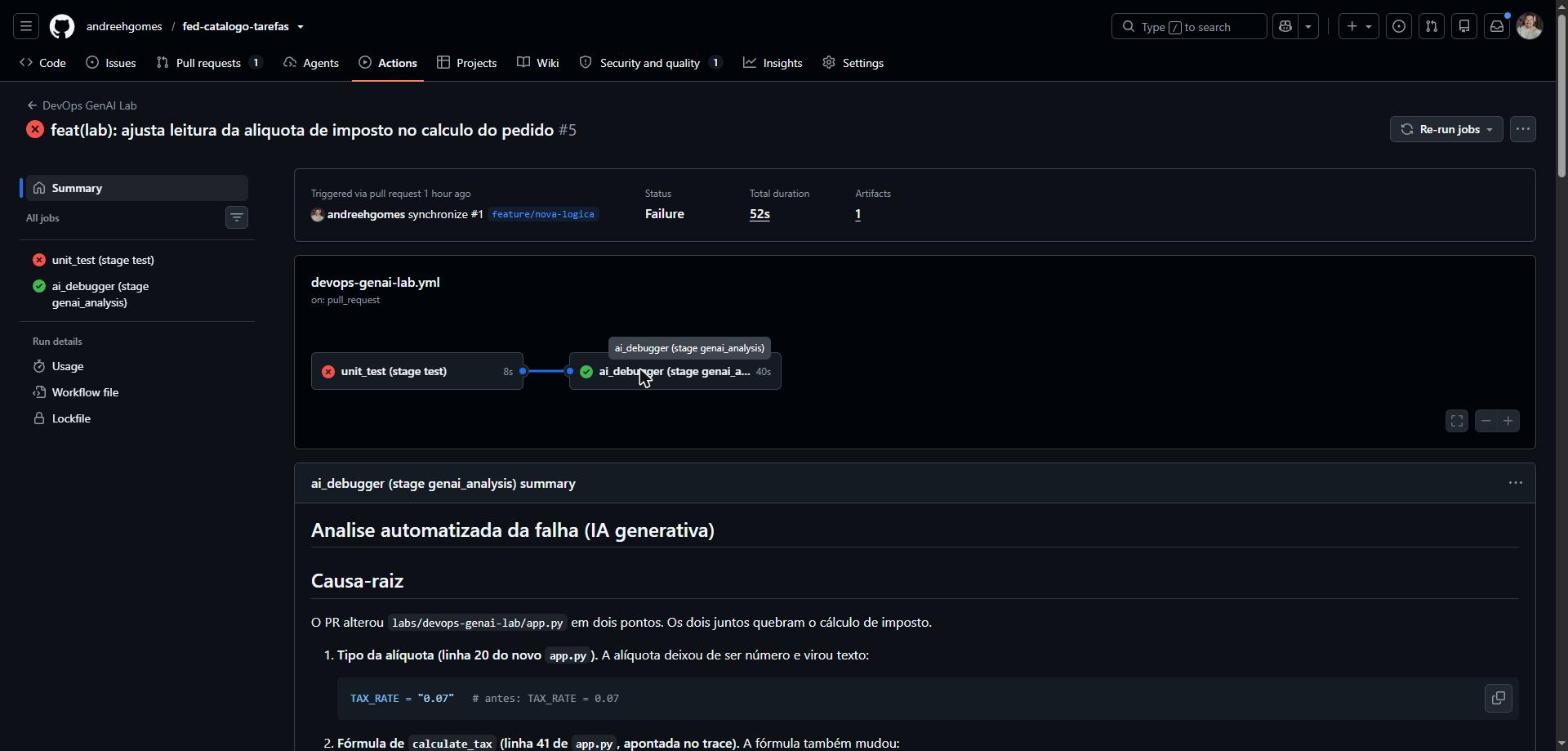 andreehgomes / fed-catalogo-tarefas
Type / to search
Code
Issues
Pull requests 1
Agents
Actions
Projects
Wiki
Security and quality 1
Insights
Settings
← DevOps GenAI Lab
feat(lab): ajusta leitura da aliquota de imposto no calculo do pedido #5
Re-run jobs
Summary
All jobs
unit_test (stage test)
ai_debugger (stage
genai_analysis)
Run details
Usage
Workflow file
Lockfile
Triggered via pull request 1 hour ago
andreehgomes synchronize #1 feature/nova-logica
Status
Failure
Total duration
52s
Artifacts
1
devops-genai-lab.yml
on: pull_request
ai_debugger (stage genai_analysis)
unit_test (stage test) 8s
ai_debugger (stage genai_a... 40s
ai_debugger (stage genai_analysis) summary
Analise automatizada da falha (IA generativa)
Causa-raiz
O PR alterou labs/devops-genai-lab/app.py em dois pontos. Os dois juntos quebram o cálculo de imposto.
1. Tipo da alíquota (linha 20 do novo app.py). A alíquota deixou de ser número e virou texto:
TAX_RATE = "0.07" # antes: TAX_RATE = 0.07
2. Fórmula de calculate_tax (linha 41 de app.py, apontada no trace). A fórmula também mudou: